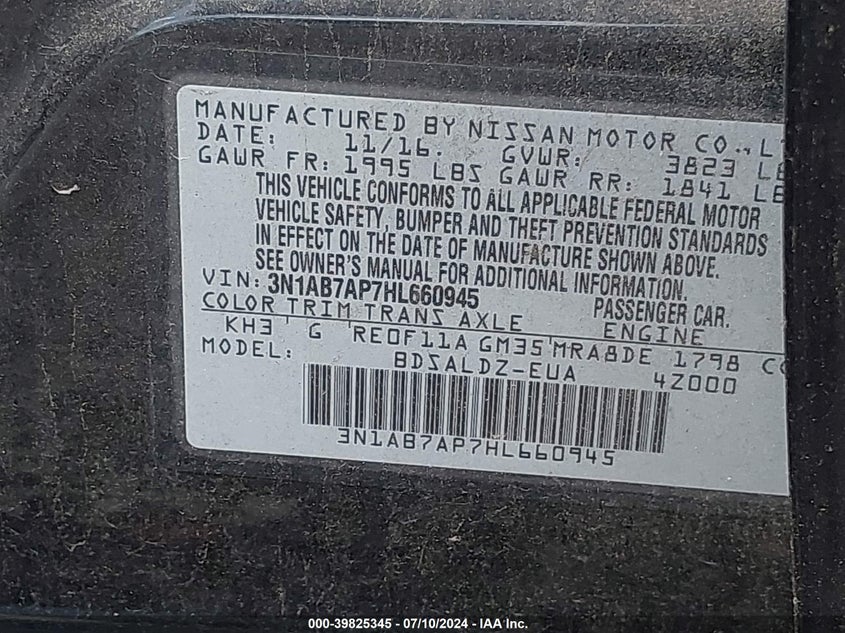 MANUFACTURED BY NISSAN MOTOR CO.,
DATE: 11/16. GVWR: 3823
GAWR FR: 1995 LBS GAWR RR: 1841
THIS VEHICLE CONFORMS TO ALL APPLICABLE FEDERAL MOTOR
VEHICLE SAFETY, BUMPER AND THEFT PREVENTION STANDARDS
IN EFFECT ON THE DATE OF MANUFACTURE SHOWN ABOVE.
SEE OWNER'S MANUAL FOR ADDITIONAL INFORMATION.
VIN: 3N1AB7AP7HL660945 PASSENGER CAR.
COLOR TRIM TRANS AXLE ENGINE
KH3 G RE0F11A GM35 MRA8DE 1798
MODEL: BDSALDZ-EUA 4Z000
3N1AB7AP7HL660945
000-39825345 - 07/10/2024 - IAA Inc.